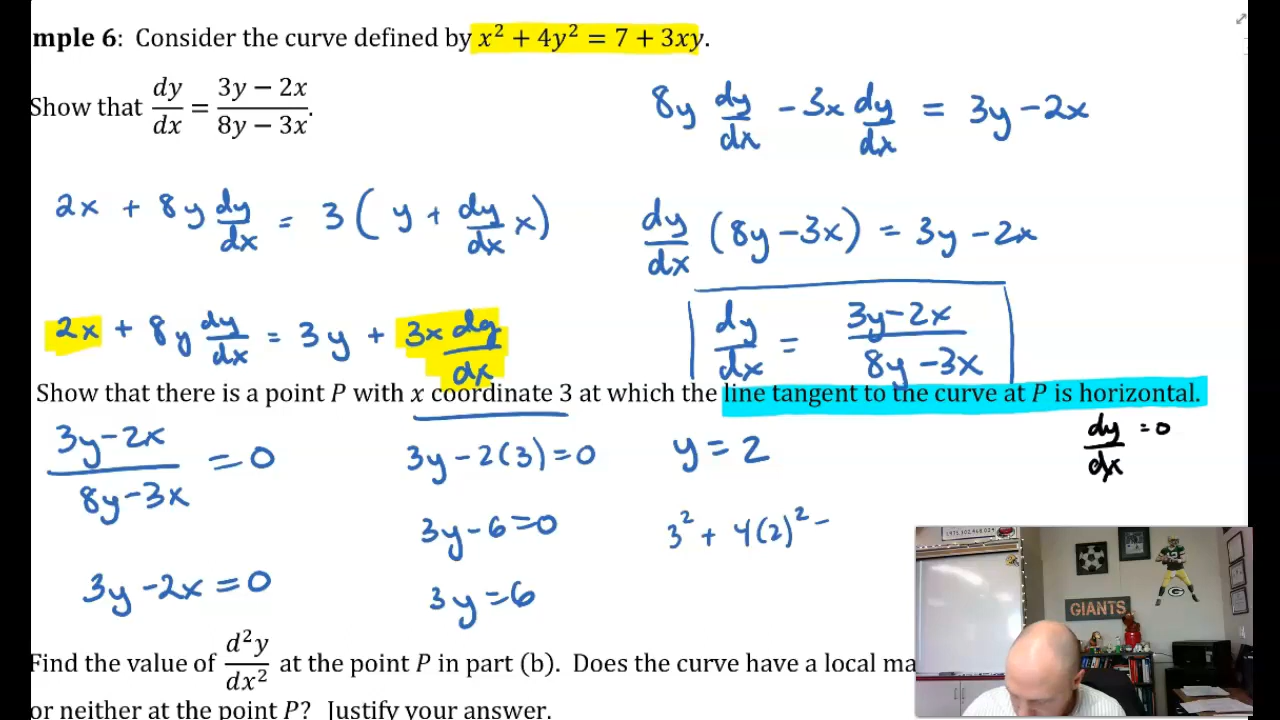 mple 6: Consider the curve defined by x² + 4y² = 7 + 3xy.
Show that dy/dx = (3y − 2x)/(8y − 3x).
8y dy/dx − 3x dy/dx = 3y − 2x
2x + 8y dy/dx = 3(y + dy/dx x)
dy/dx (8y − 3x) = 3y − 2x
2x + 8y dy/dx = 3y + 3x dy/dx
dy/dx = (3y − 2x)/(8y − 3x)
Show that there is a point P with x coordinate 3 at which the line tangent to the curve at P is horizontal.
dy/dx = 0
(3y − 2x)/(8y − 3x) = 0
3y − 2x = 0
3y − 2(3) = 0
3y − 6 = 0
3y = 6
y = 2
3² + 4(2)² −
GIANTS
G
Find the value of d²y/dx² at the point P in part (b). Does the curve have a local ma
or neither at the point P? Justify your answer.